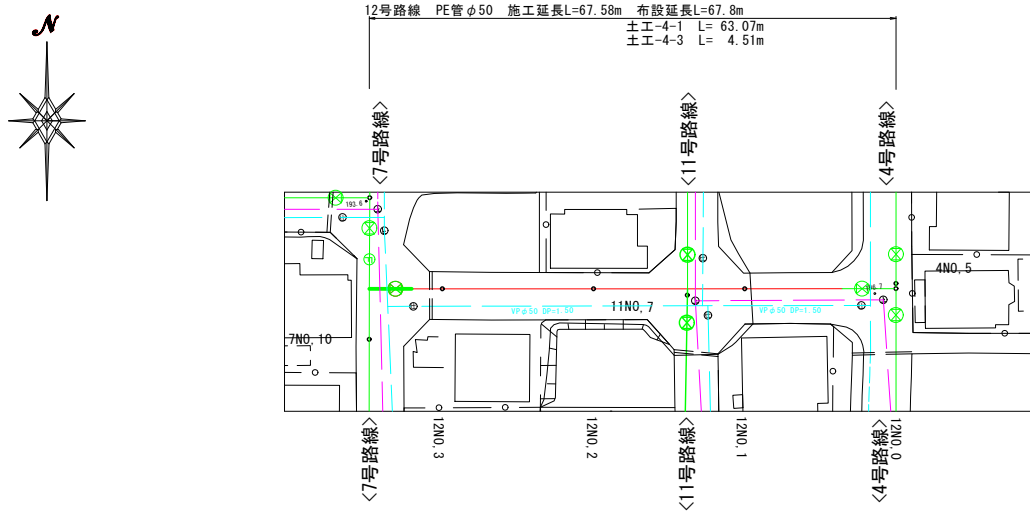 12号路線 PE管φ50 施工延長L=67.58m 布設延長L=67.8m
土工-4-1 L= 63.07m
土工-4-3 L= 4.51m
N
<7号路線>
<11号路線>
<4号路線>
193.6
4NO,5
11NO,7
VPφ50 DP=1.50
VPφ50 DP=1.50
7NO,10
<7号路線>
12NO,3
12NO,2
<11号路線>
12NO,1
<4号路線>
12NO,0